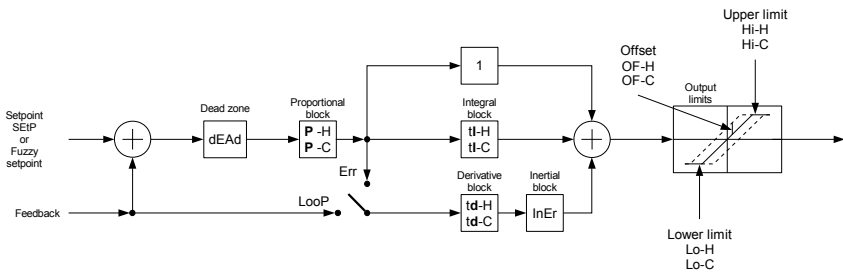 Upper limit
Hi-H
Hi-C
Offset
OF-H
OF-C
Output
limits
1
Setpoint
SEtP
or
Fuzzy
setpoint
Dead zone
dEAd
Proportional
block
P -H
P -C
Integral
block
tI-H
tI-C
Err
LooP
Feedback
Derivative
block
td-H
td-C
Inertial
block
InEr
Lower limit
Lo-H
Lo-C